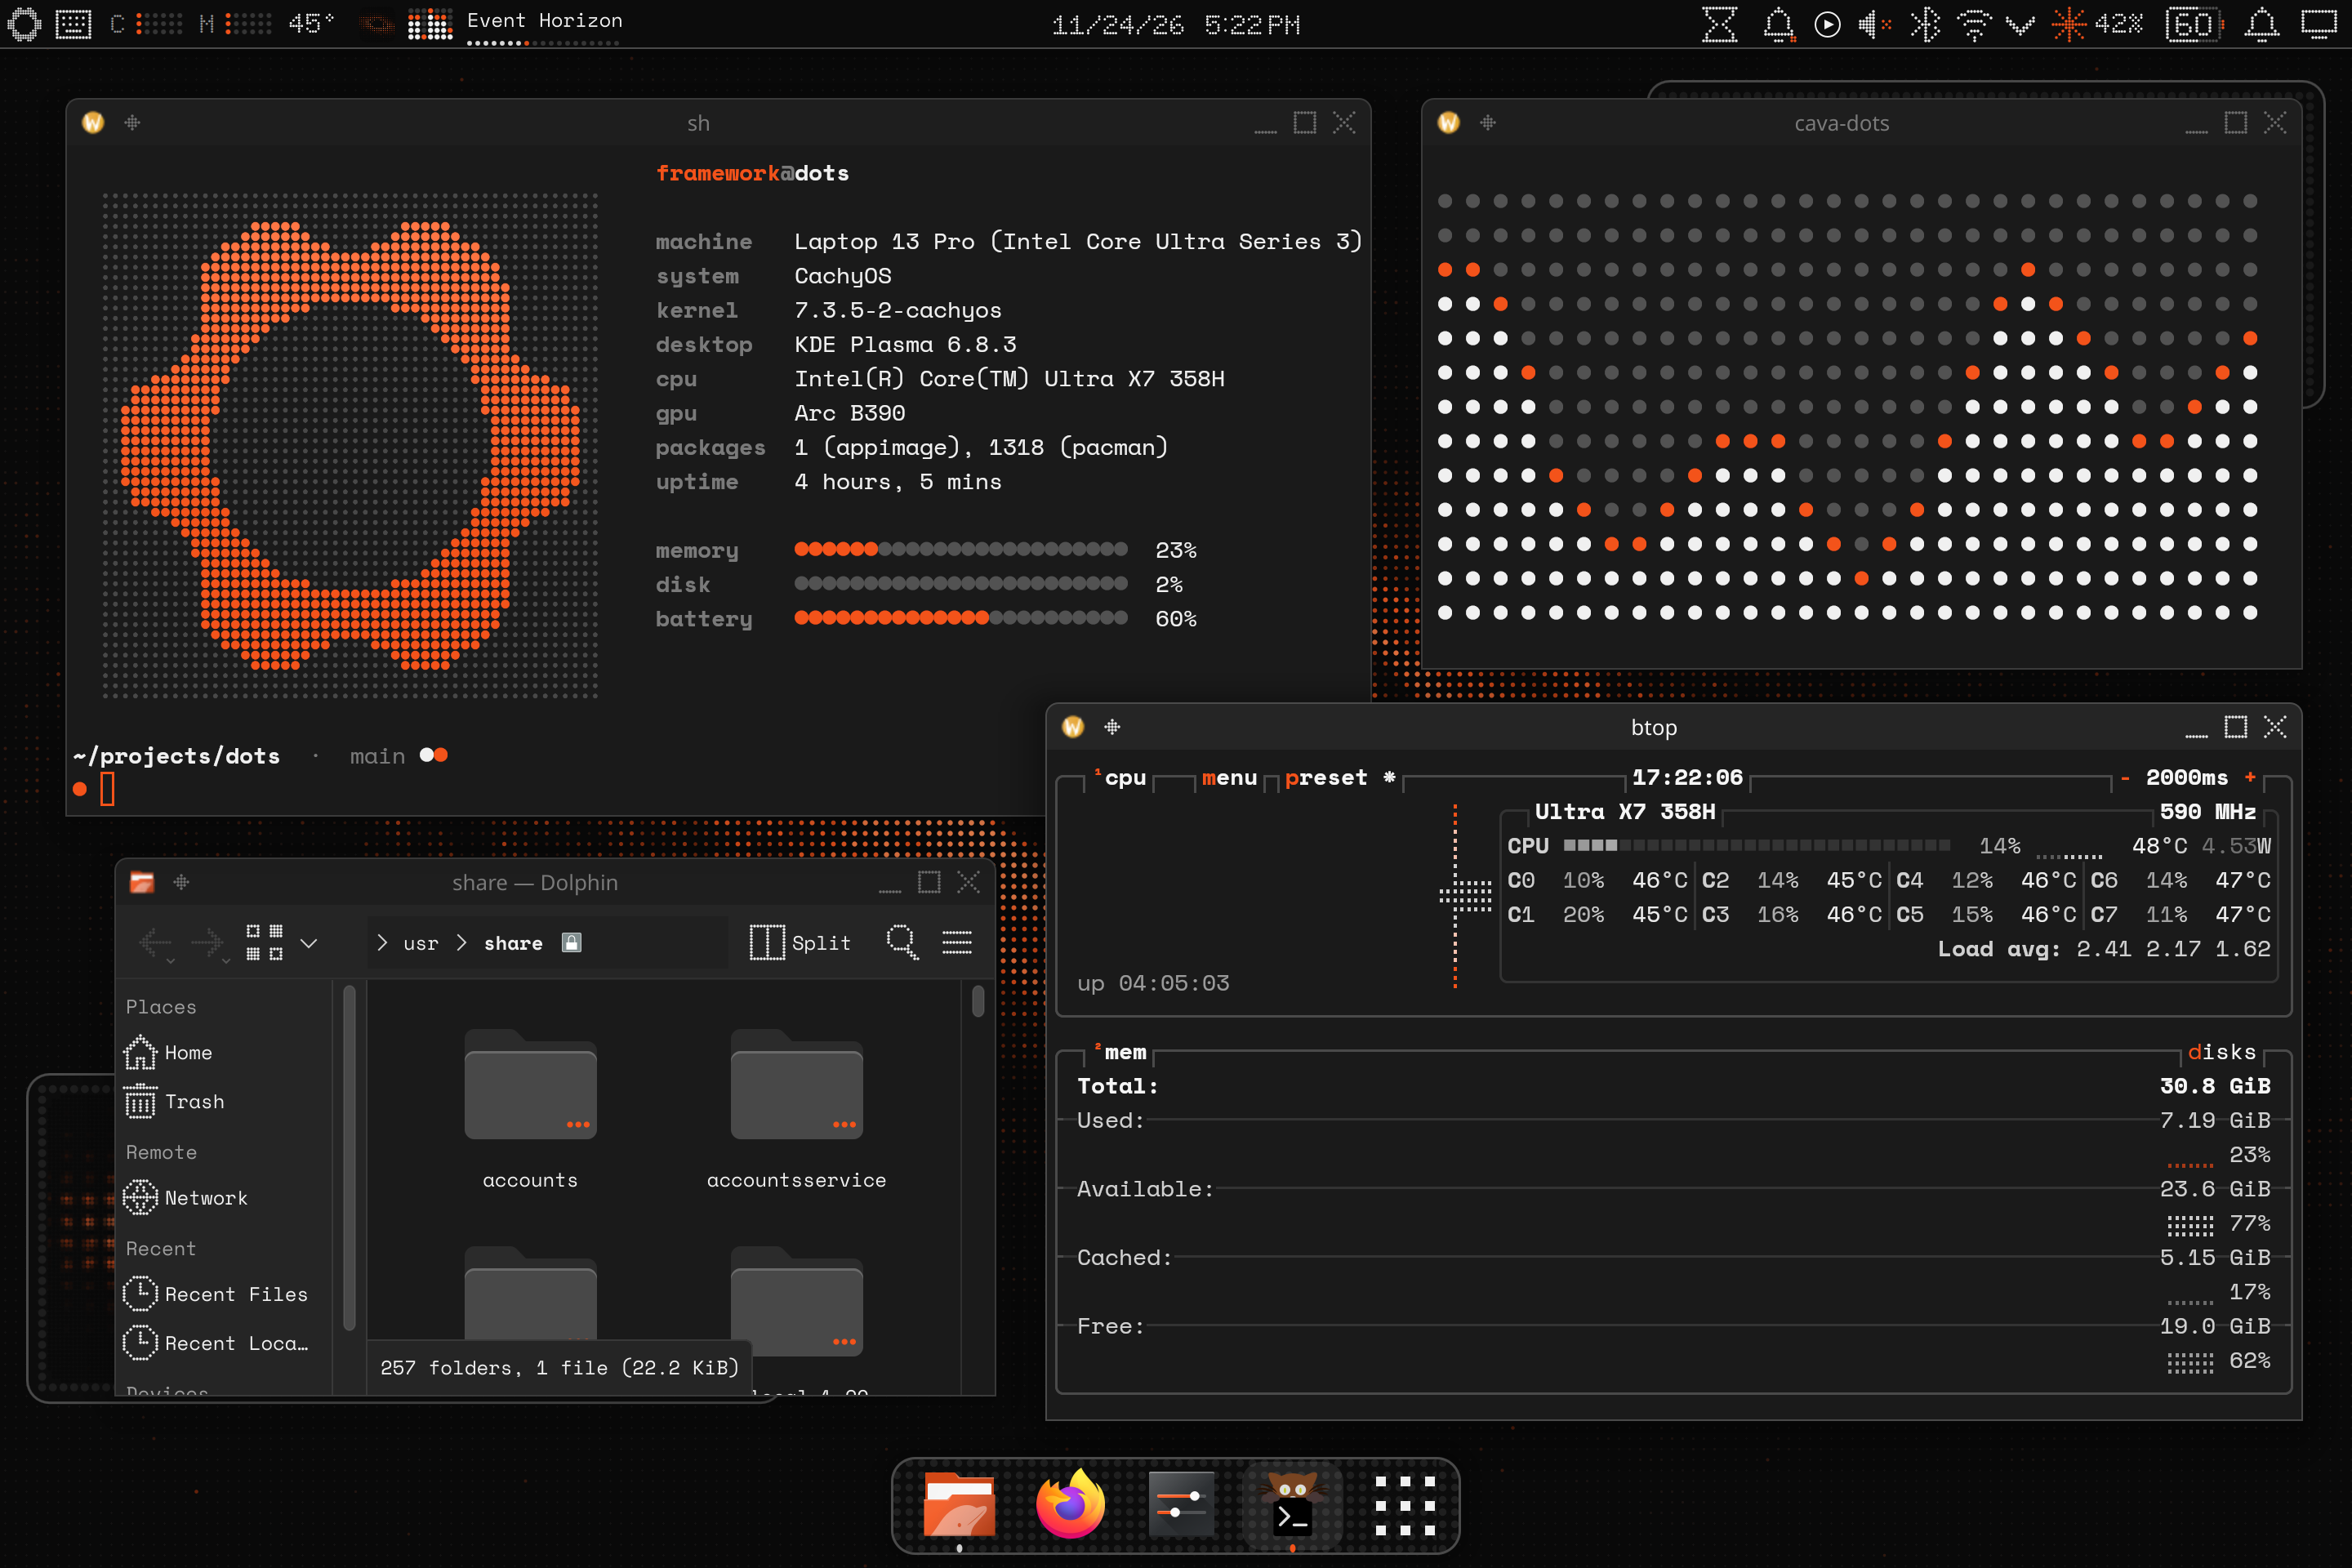 C M 45° Event Horizon 11/24/26 5:22 PM 42% 60
sh
framework@dots
machine Laptop 13 Pro (Intel Core Ultra Series 3)
system CachyOS
kernel 7.3.5-2-cachyos
desktop KDE Plasma 6.8.3
cpu Intel(R) Core(TM) Ultra X7 358H
gpu Arc B390
packages 1 (appimage), 1318 (pacman)
uptime 4 hours, 5 mins
memory 23%
disk 2%
battery 60%
~/projects/dots · main
cava-dots
btop
¹cpu menu preset * 17:22:06 - 2000ms +
Ultra X7 358H 590 MHz
CPU 14% 48°C 4.53W
C0 10% 46°C C2 14% 45°C C4 12% 46°C C6 14% 47°C
C1 20% 45°C C3 16% 46°C C5 15% 46°C C7 11% 47°C
Load avg: 2.41 2.17 1.62
up 04:05:03
²mem disks
Total: 30.8 GiB
Used: 7.19 GiB
23%
Available: 23.6 GiB
77%
Cached: 5.15 GiB
17%
Free: 19.0 GiB
62%
share — Dolphin
> usr > share Split
Places
Home
Trash
Remote
Network
Recent
Recent Files
Recent Loca…
Devices
accounts accountsservice
257 folders, 1 file (22.2 KiB)